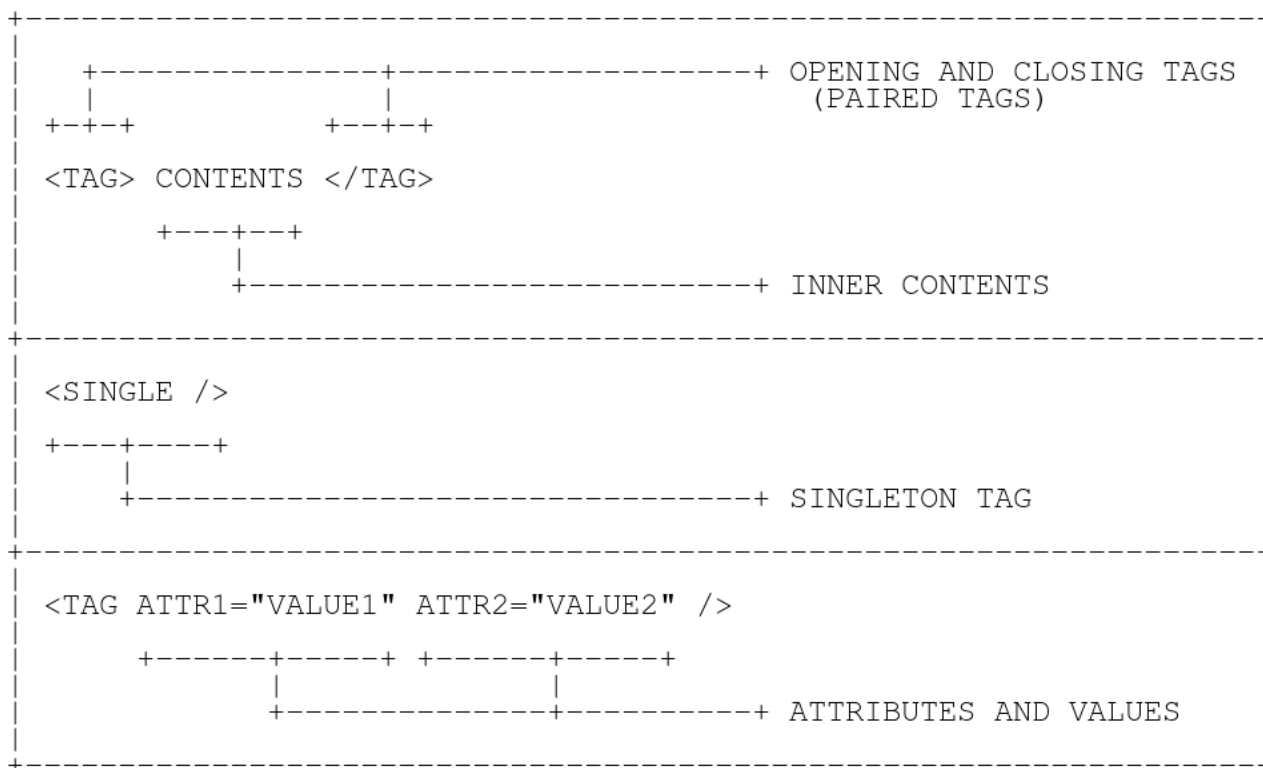 OPENING AND CLOSING TAGS
(PAIRED TAGS)
<TAG> CONTENTS </TAG>
INNER CONTENTS
<SINGLE />
SINGLETON TAG
<TAG ATTR1="VALUE1" ATTR2="VALUE2" />
ATTRIBUTES AND VALUES